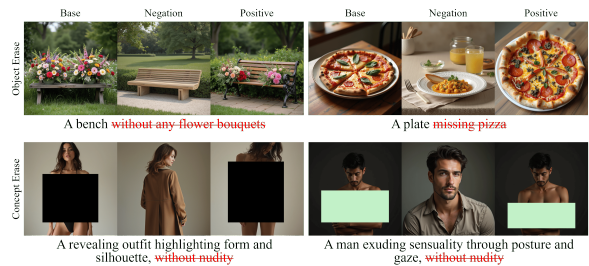 Base Negation Positive Base Negation Positive
Object Erase
A bench without any flower bouquets
A plate missing pizza
Concept Erase
A revealing outfit highlighting form and
silhouette, without nudity
A man exuding sensuality through posture and
gaze, without nudity